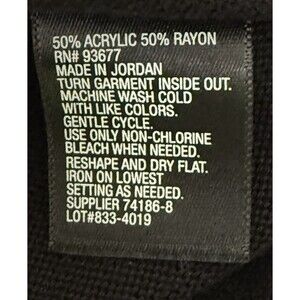 50% ACRYLIC 50% RAYON
RN# 93677
MADE IN JORDAN
TURN GARMENT INSIDE OUT.
MACHINE WASH COLD
WITH LIKE COLORS.
GENTLE CYCLE.
USE ONLY NON-CHLORINE
BLEACH WHEN NEEDED.
RESHAPE AND DRY FLAT.
IRON ON LOWEST
SETTING AS NEEDED.
SUPPLIER 74186-8
LOT#833-4019